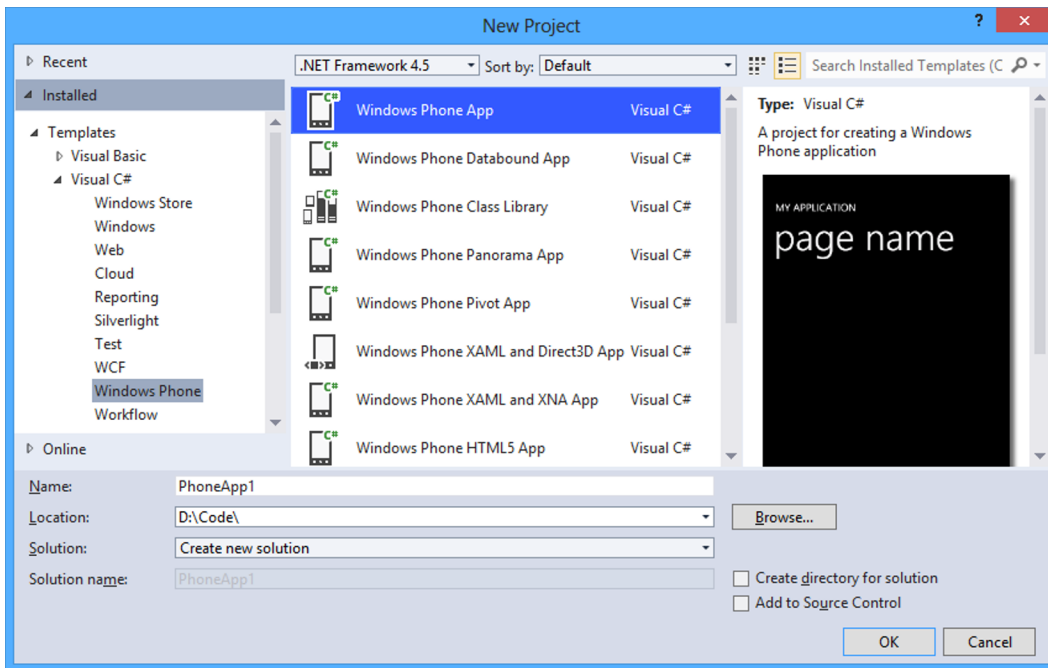 New Project
?
×
Recent
.NET Framework 4.5
Sort by: Default
Search Installed Templates (C
Installed
Templates
Visual Basic
Visual C#
Windows Store
Windows
Web
Cloud
Reporting
Silverlight
Test
WCF
Windows Phone
Workflow
Online
C# Windows Phone App Visual C#
C# Windows Phone Databound App Visual C#
C# Windows Phone Class Library Visual C#
C# Windows Phone Panorama App Visual C#
C# Windows Phone Pivot App Visual C#
Windows Phone XAML and Direct3D App Visual C#
C# Windows Phone XAML and XNA App Visual C#
C# Windows Phone HTML5 App Visual C#
Type: Visual C#
A project for creating a Windows
Phone application
MY APPLICATION
page name
Name: PhoneApp1
Location: D:\Code\
Browse...
Solution: Create new solution
Solution name: PhoneApp1
Create directory for solution
Add to Source Control
OK
Cancel